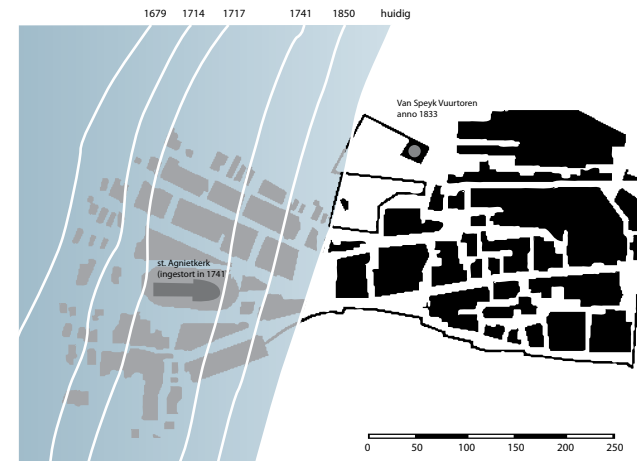 1679 1714 1717 1741 1850 huidig
Van Speyk Vuurtoren
anno 1833
st. Agnietkerk
(ingestort in 1741
0 50 100 150 200 250